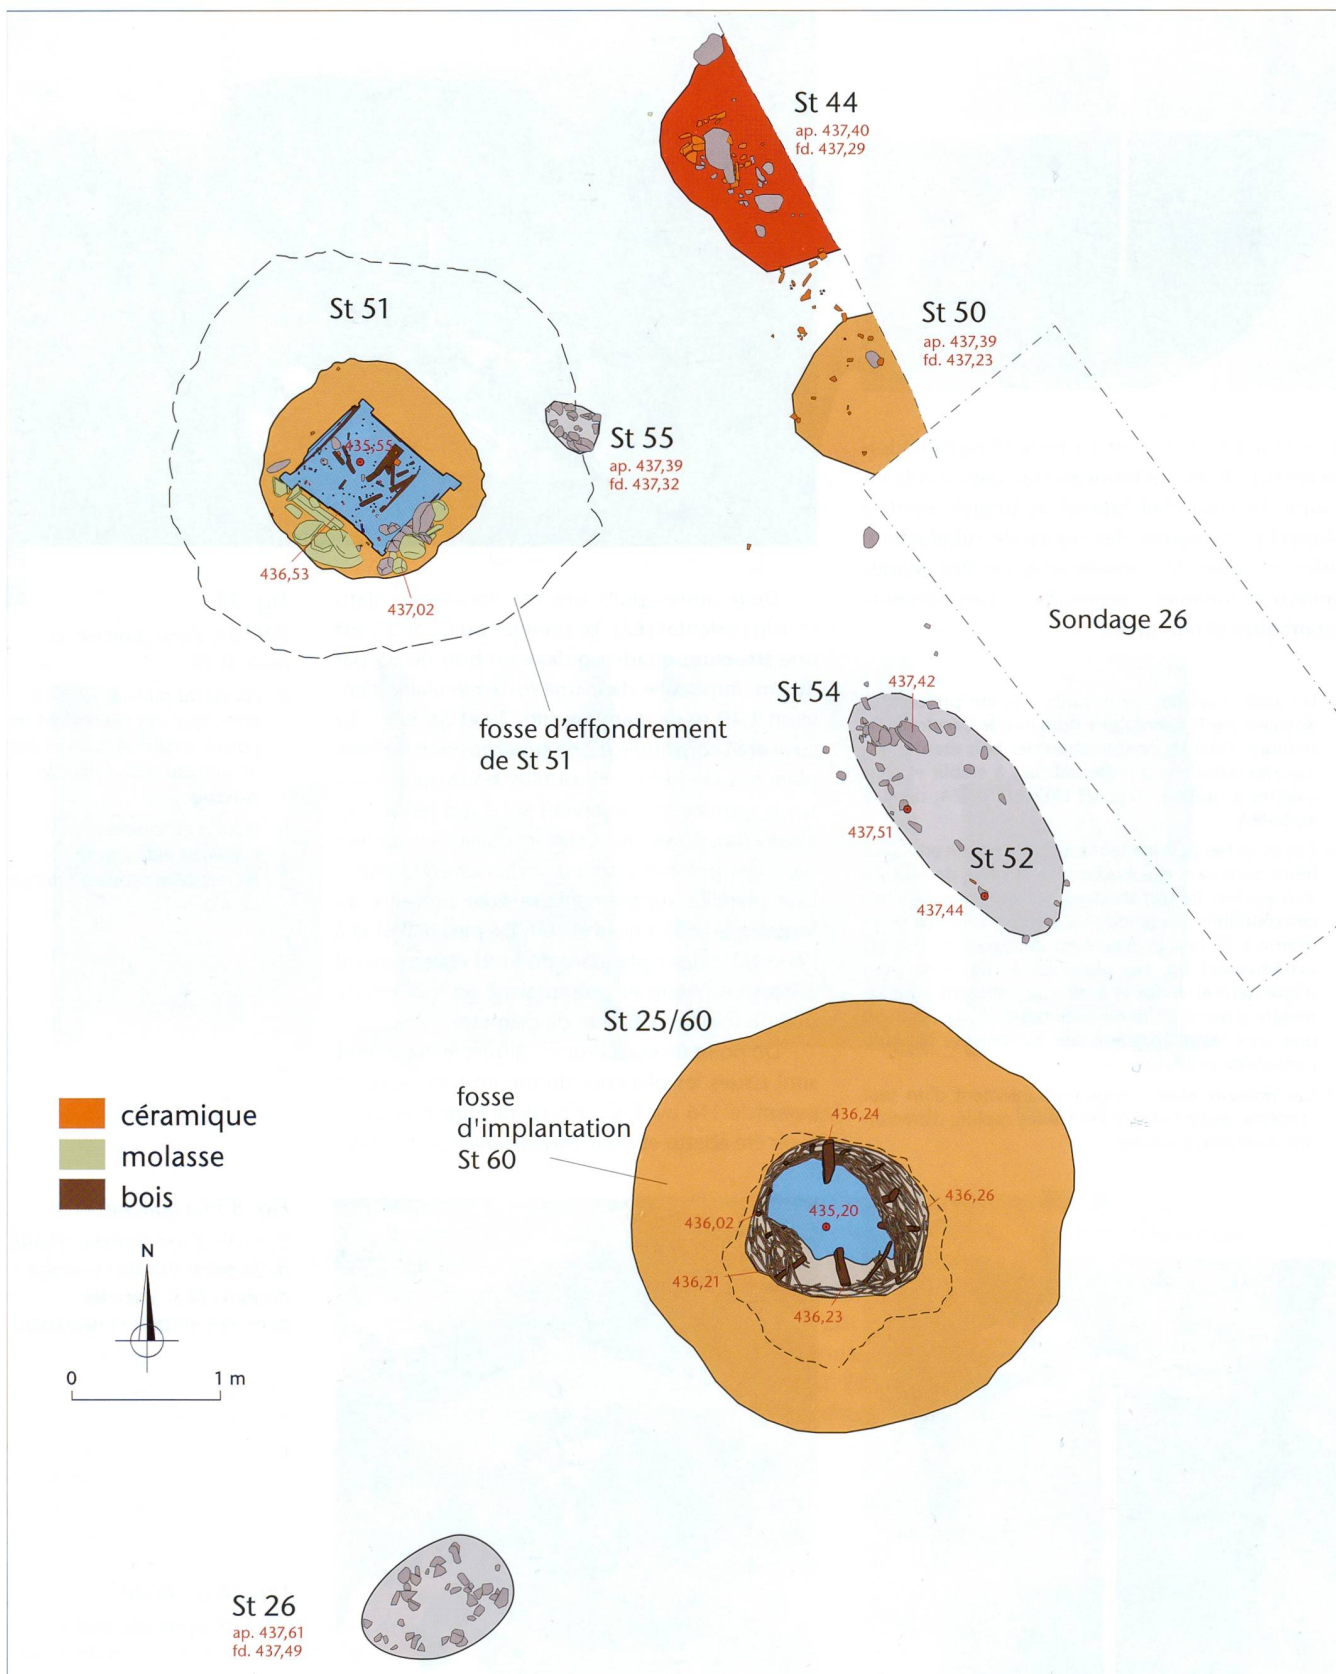 St 44
ap. 437,40
fd. 437,29
St 51
St 50
ap. 437,39
fd. 437,23
435,55
St 55
ap. 437,39
fd. 437,32
436,53
437,02
Sondage 26
St 54
437,42
fosse d'effondrement
de St 51
437,51
St 52
437,44
St 25/60
fosse
d'implantation
St 60
436,24
436,26
436,02
435,20
436,21
436,23
céramique
molasse
bois
N
0 1 m
St 26
ap. 437,61
fd. 437,49